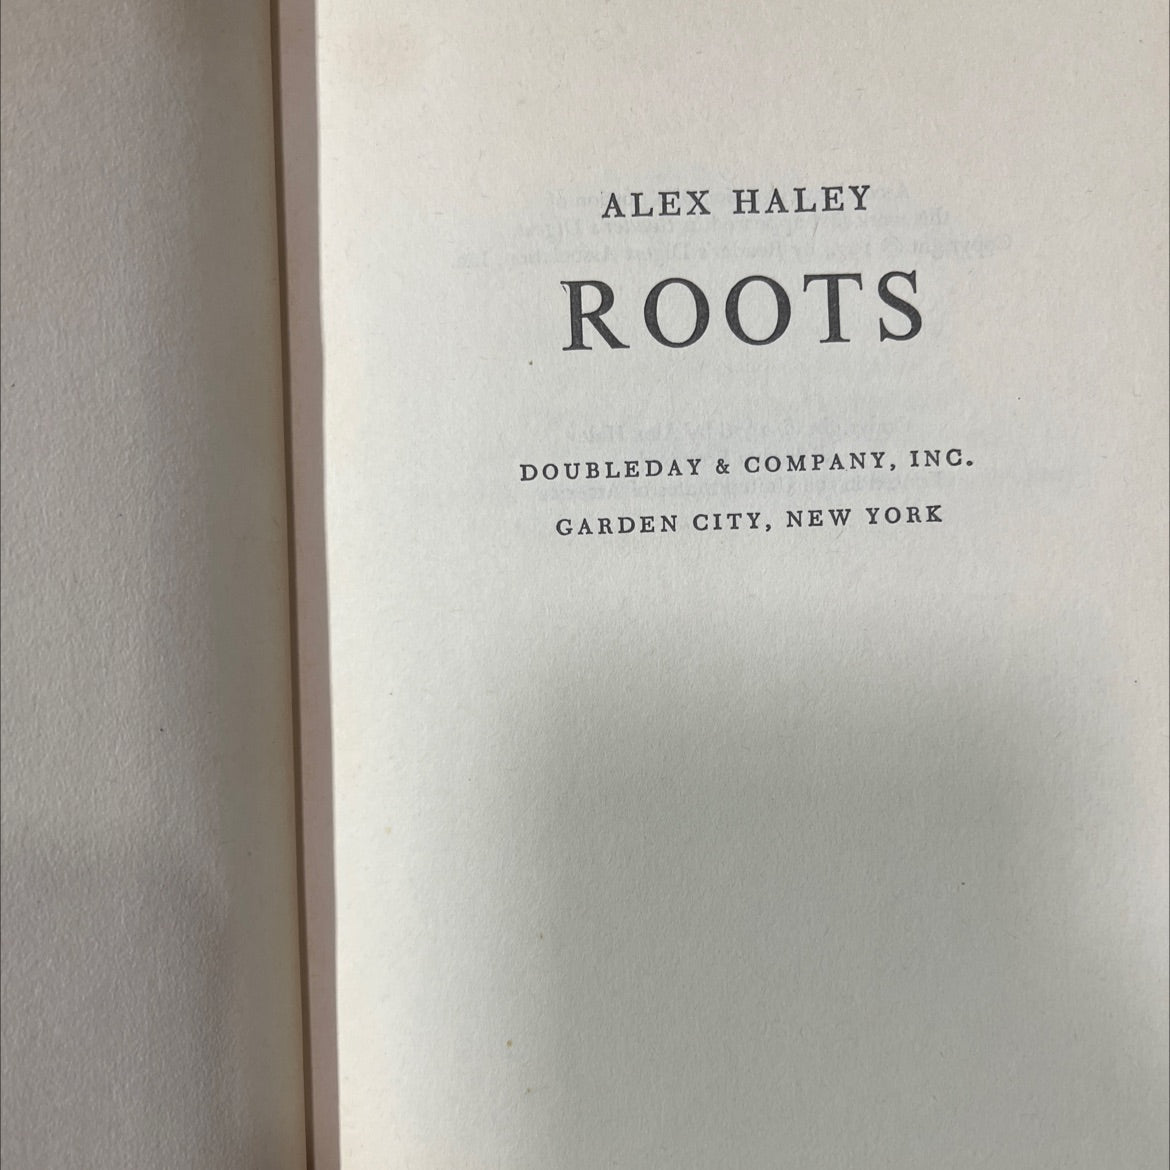 ALEX HALEY
ROOTS
DOUBLEDAY & COMPANY, INC.
GARDEN CITY, NEW YORK